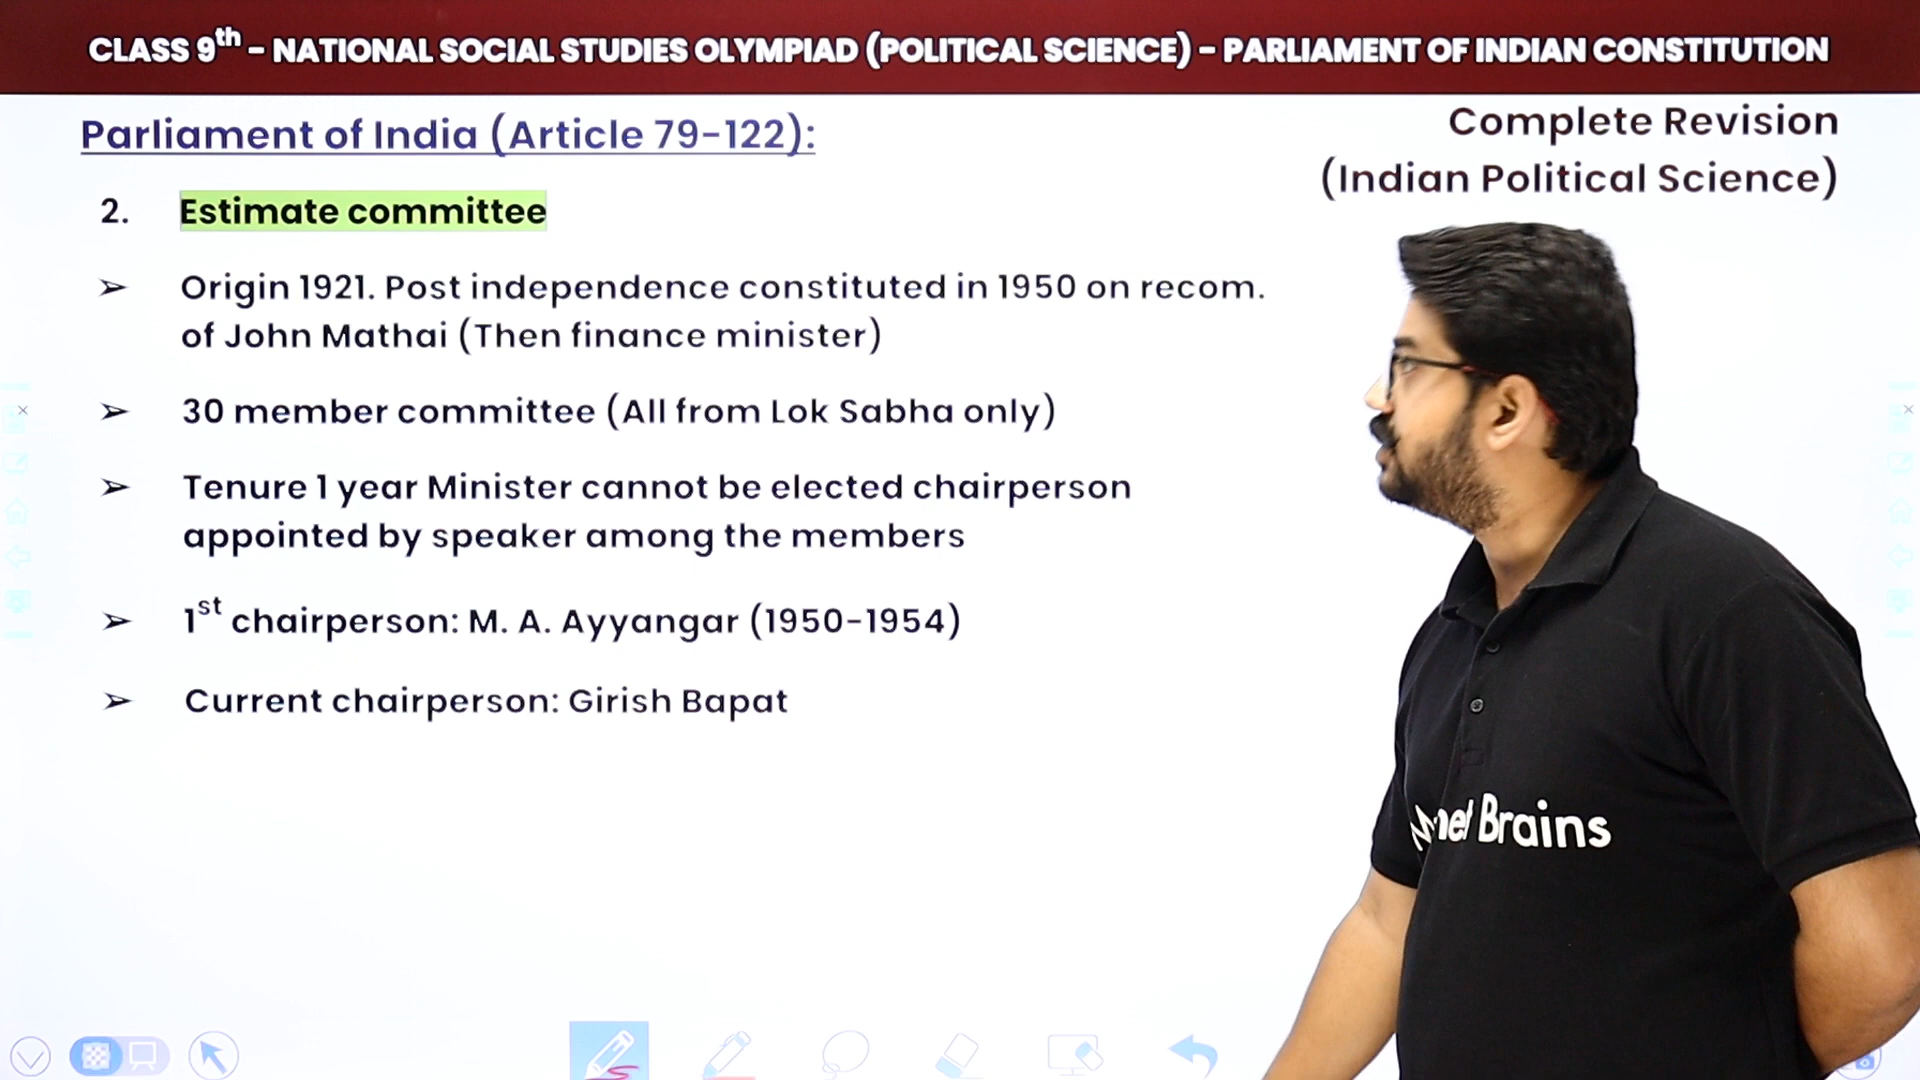 CLASS 9th – NATIONAL SOCIAL STUDIES OLYMPIAD (POLITICAL SCIENCE) – PARLIAMENT OF INDIAN CONSTITUTION
Parliament of India (Article 79-122):
Complete Revision
(Indian Political Science)
2. Estimate committee
➢ Origin 1921. Post independence constituted in 1950 on recom.
of John Mathai (Then finance minister)
➢ 30 member committee (All from Lok Sabha only)
➢ Tenure 1 year Minister cannot be elected chairperson
appointed by speaker among the members
➢ 1st chairperson: M. A. Ayyangar (1950-1954)
➢ Current chairperson: Girish Bapat
Brains